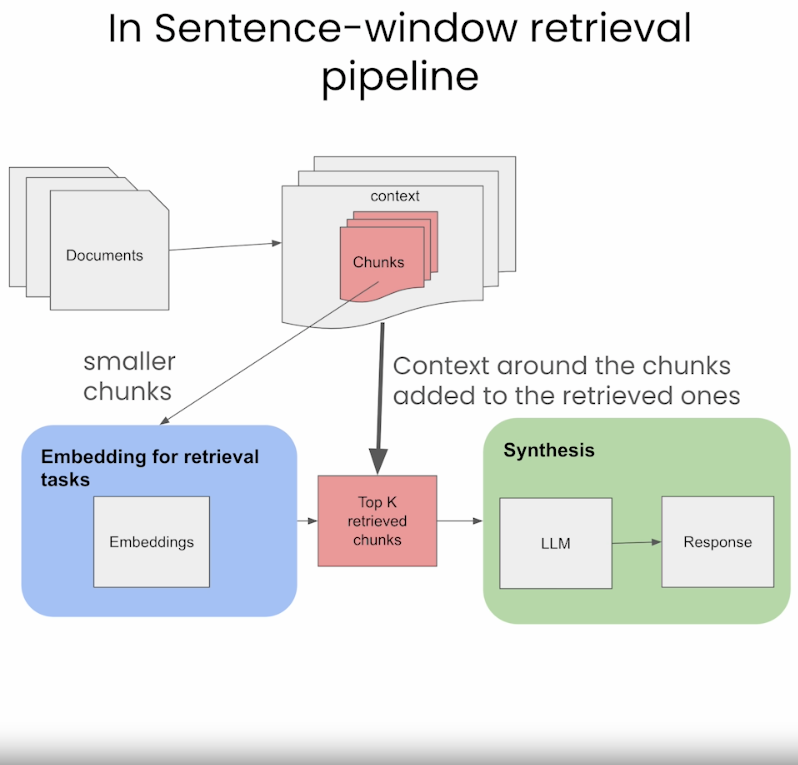 In Sentence-window retrieval
pipeline
context
Documents
Chunks
smaller
chunks
Context around the chunks
added to the retrieved ones
Embedding for retrieval
tasks
Embeddings
Top K
retrieved
chunks
Synthesis
LLM
Response